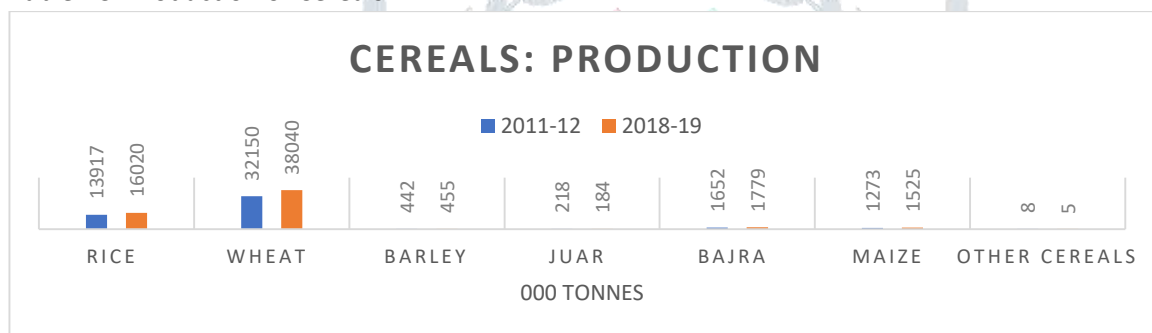 CEREALS: PRODUCTION
2011-12 2018-19
13917 16020 32150 38040 442 455 218 184 1652 1779 1273 1525 8 5
RICE WHEAT BARLEY JUAR BAJRA MAIZE OTHER CEREALS
000 TONNES